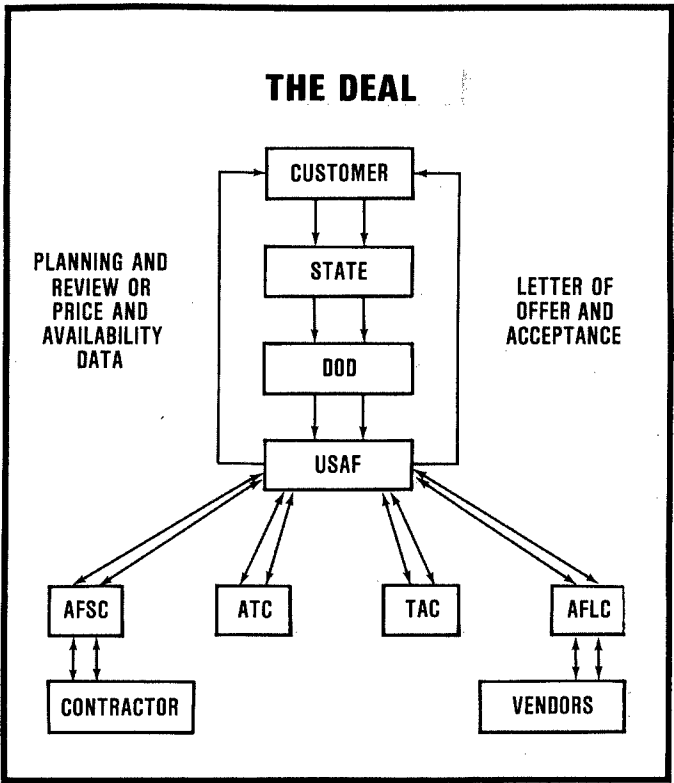 THE DEAL
CUSTOMER
PLANNING AND
REVIEW OR
PRICE AND
AVAILABILITY
DATA
STATE
LETTER OF
OFFER AND
ACCEPTANCE
DOD
USAF
AFSC
ATC
TAC
AFLC
CONTRACTOR
VENDORS